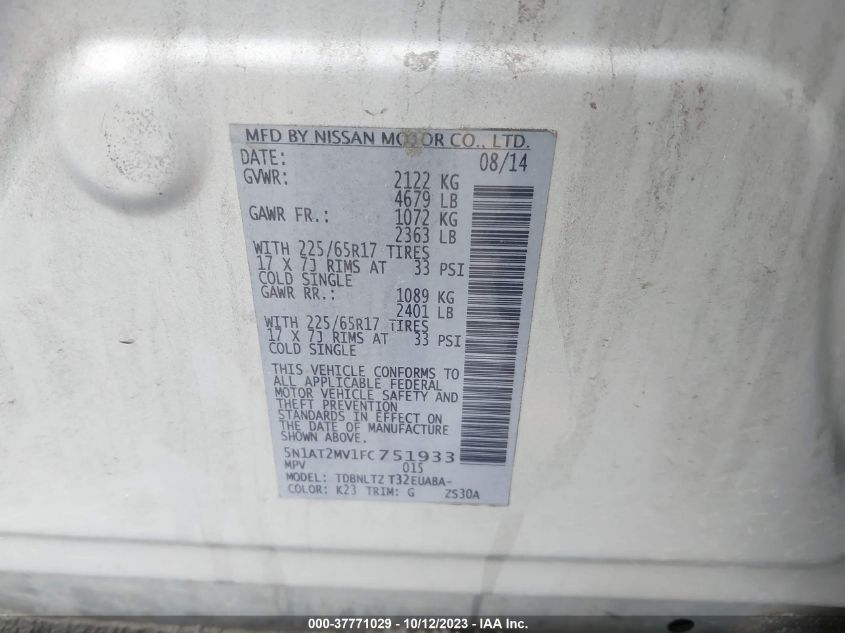 MFD BY NISSAN MOTOR CO., LTD.
DATE: 08/14
GVWR: 2122 KG
4679 LB
GAWR FR.: 1072 KG
2363 LB
WITH 225/65R17 TIRES
17 X 7J RIMS AT 33 PSI
COLD SINGLE
GAWR RR.: 1089 KG
2401 LB
WITH 225/65R17 TIRES
17 X 7J RIMS AT 33 PSI
COLD SINGLE
THIS VEHICLE CONFORMS TO
ALL APPLICABLE FEDERAL
MOTOR VEHICLE SAFETY AND
THEFT PREVENTION
STANDARDS IN EFFECT ON
THE DATE OF MANUFACTURE
SHOWN ABOVE.
5N1AT2MV1FC751933
MPV 015
MODEL: TDBNLTZ T32EUABA-
COLOR: K23 TRIM: G ZS30A
000-37771029 - 10/12/2023 - © IAA Inc.